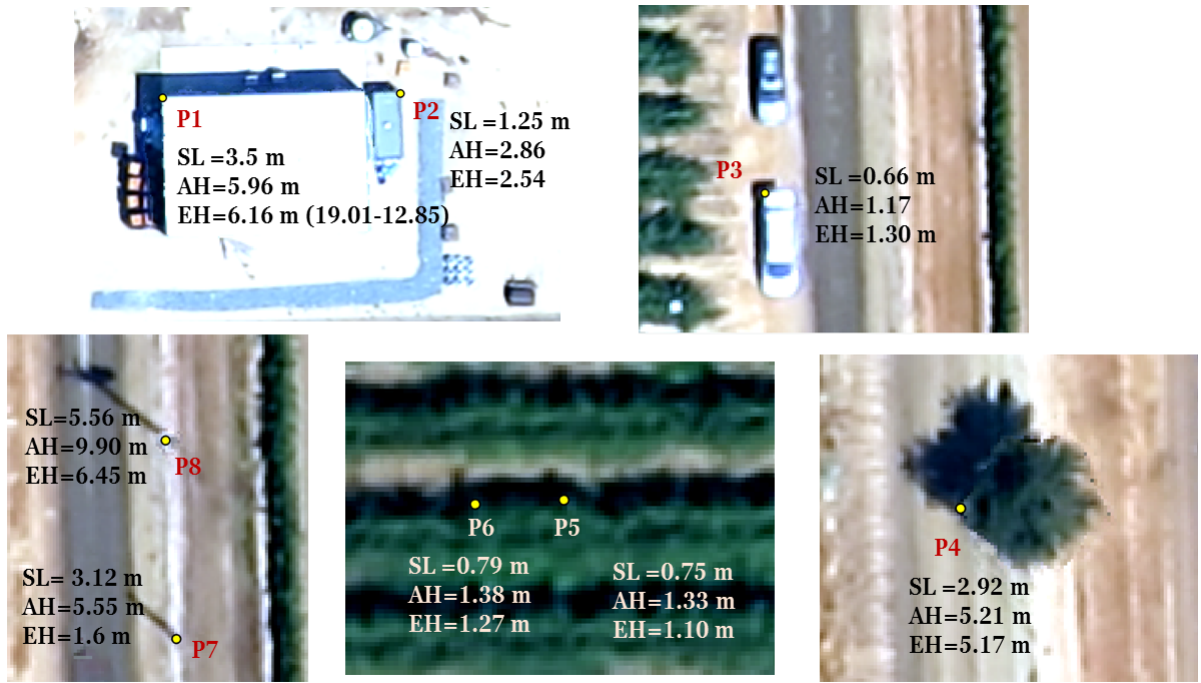 P1
SL =3.5 m
AH=5.96 m
EH=6.16 m (19.01-12.85)
P2
SL =1.25 m
AH=2.86
EH=2.54
P3
SL =0.66 m
AH=1.17
EH=1.30 m
SL=5.56 m
AH=9.90 m
EH=6.45 m
P8
SL= 3.12 m
AH=5.55 m
EH=1.6 m
P7
P6
SL =0.79 m
AH=1.38 m
EH=1.27 m
P5
SL =0.75 m
AH=1.33 m
EH=1.10 m
P4
SL =2.92 m
AH=5.21 m
EH=5.17 m